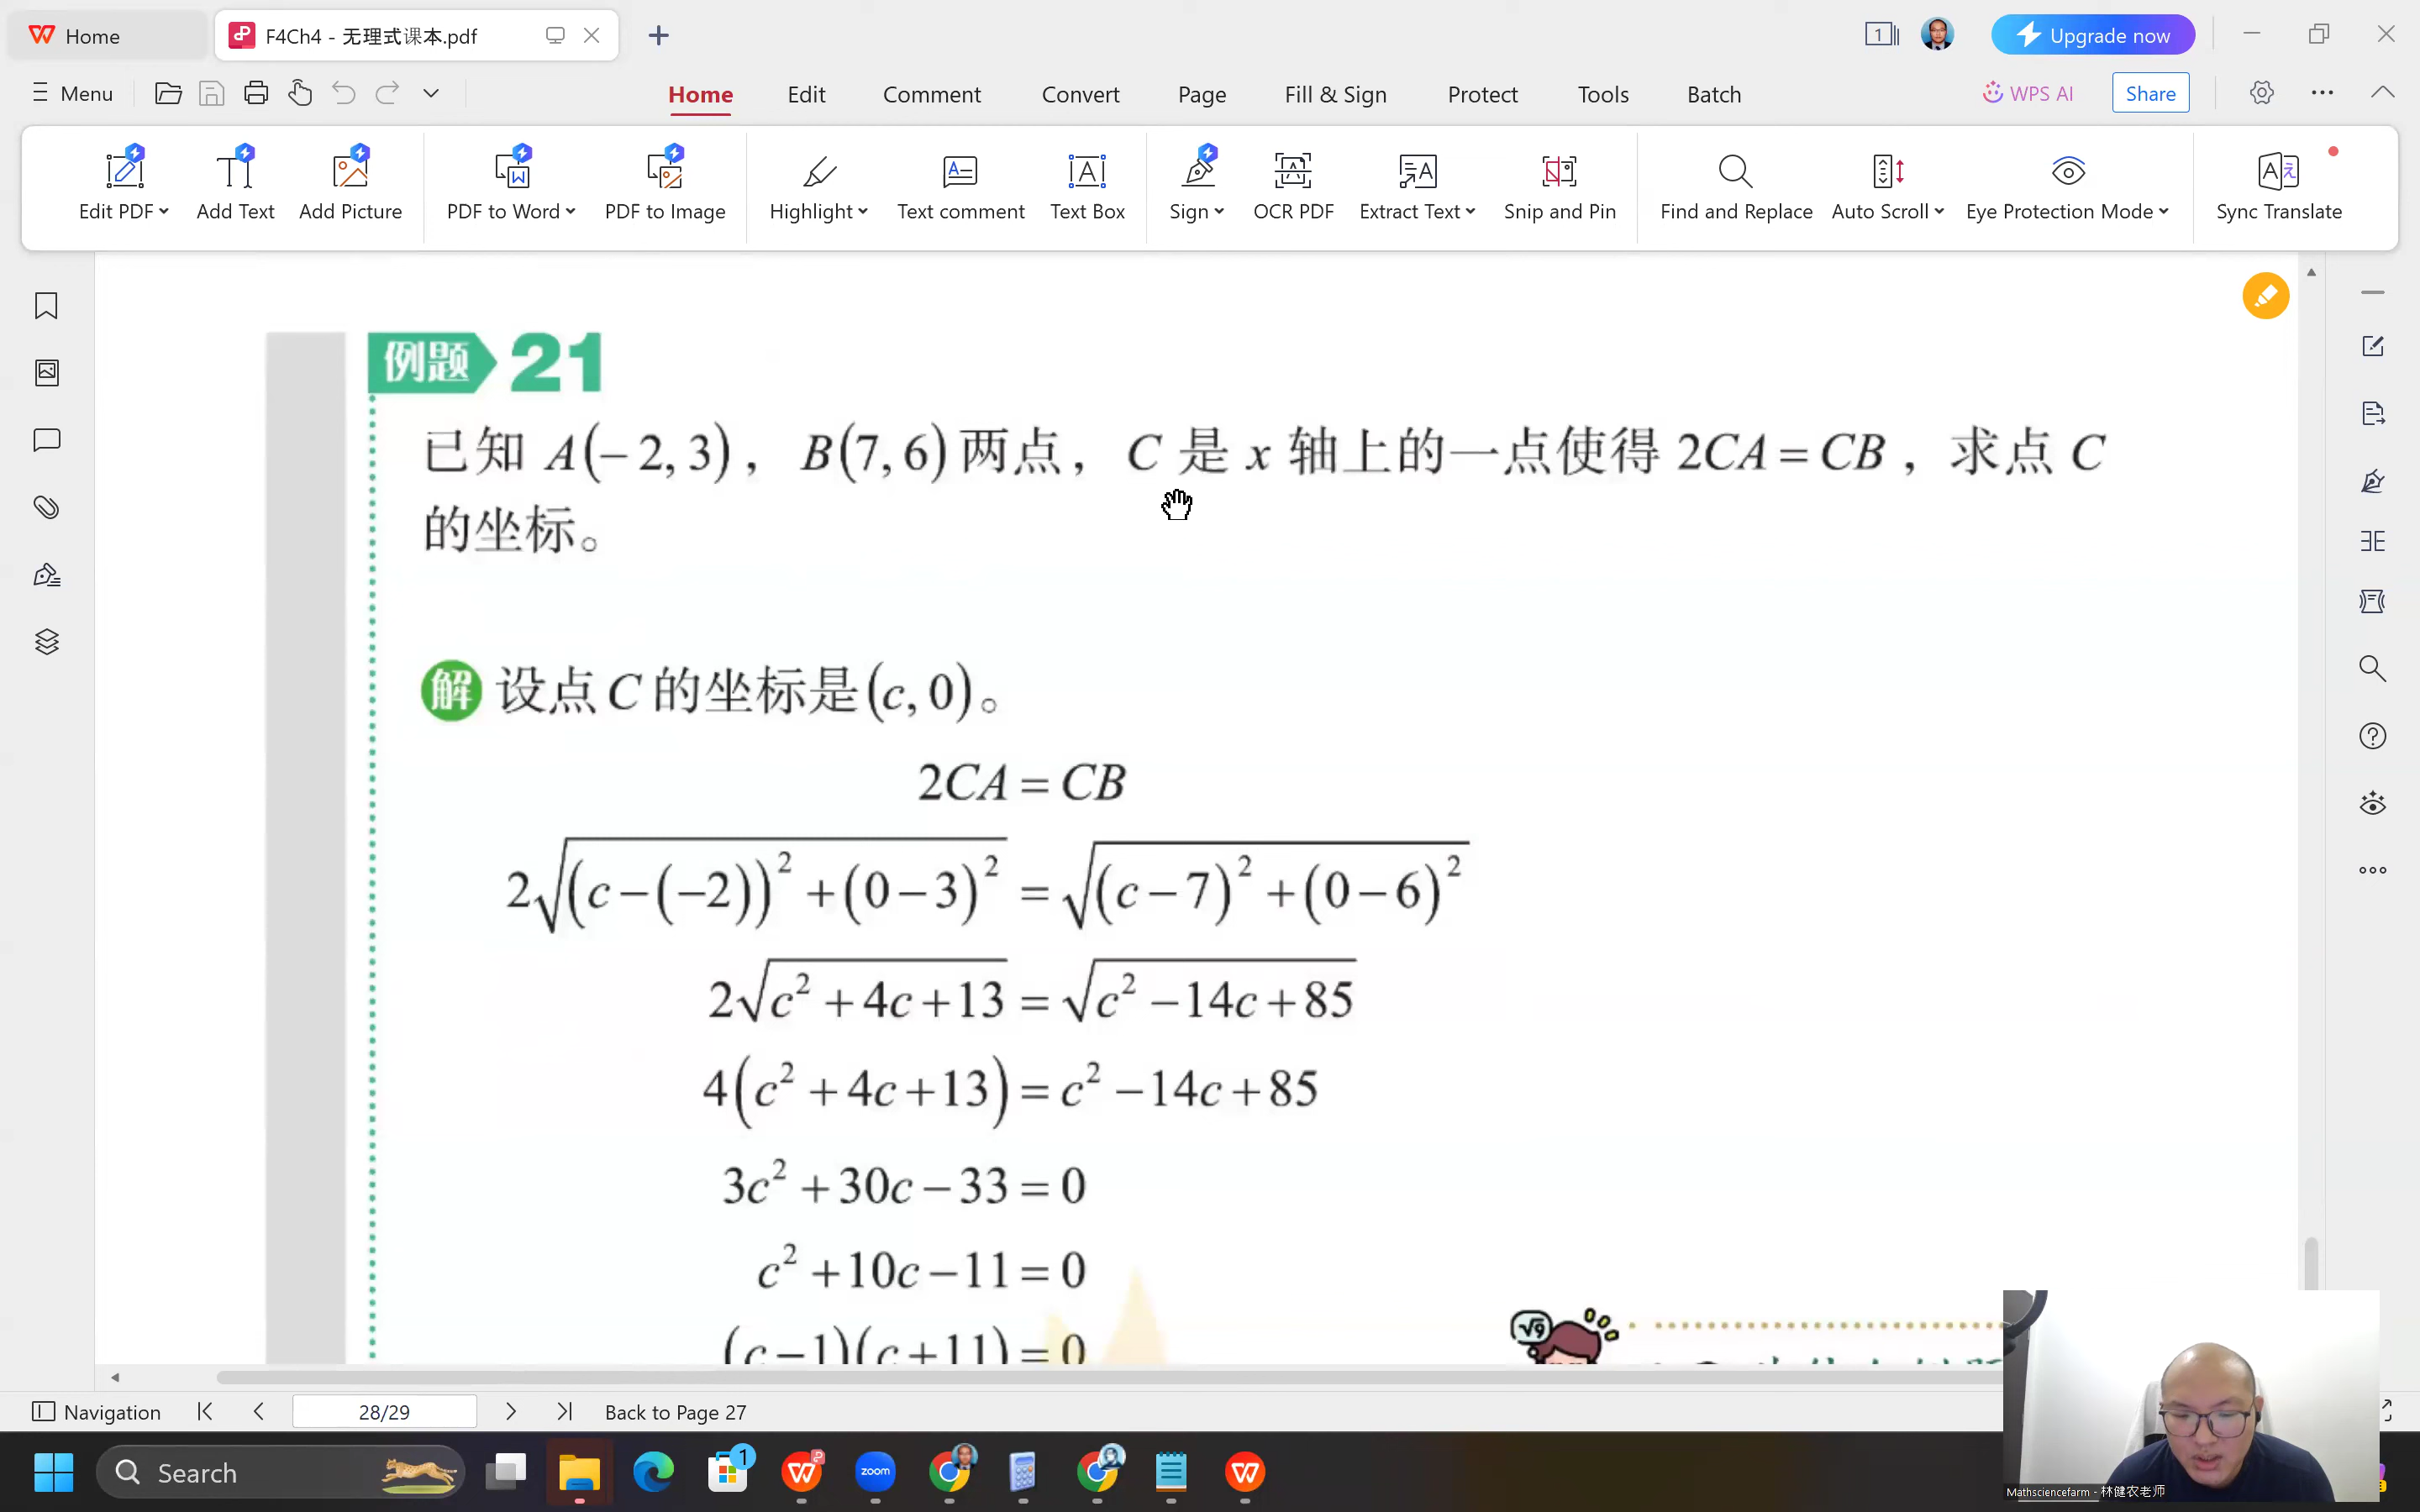 Home
F4Ch4 - 无理式课本.pdf
1
Upgrade now
Menu
Home Edit Comment Convert Page Fill & Sign Protect Tools Batch
WPS AI
Share
Edit PDF Add Text Add Picture PDF to Word PDF to Image Highlight Text comment Text Box Sign OCR PDF Extract Text Snip and Pin Find and Replace Auto Scroll Eye Protection Mode Sync Translate
例题 21
已知 A(−2, 3)， B(7, 6) 两点， C 是 x 轴上的一点使得 2CA = CB ， 求点 C
的坐标。
解 设点 C 的坐标是 (c, 0)。
2CA = CB
2√((c−(−2))² + (0−3)²) = √((c−7)² + (0−6)²)
2√(c² + 4c + 13) = √(c² − 14c + 85)
4(c² + 4c + 13) = c² − 14c + 85
3c² + 30c − 33 = 0
c² + 10c − 11 = 0
(c − 1)(c + 11) = 0
√9
Navigation
28/29
Back to Page 27
Search
1
zoom
Mathsciencefarm - 林健农老师